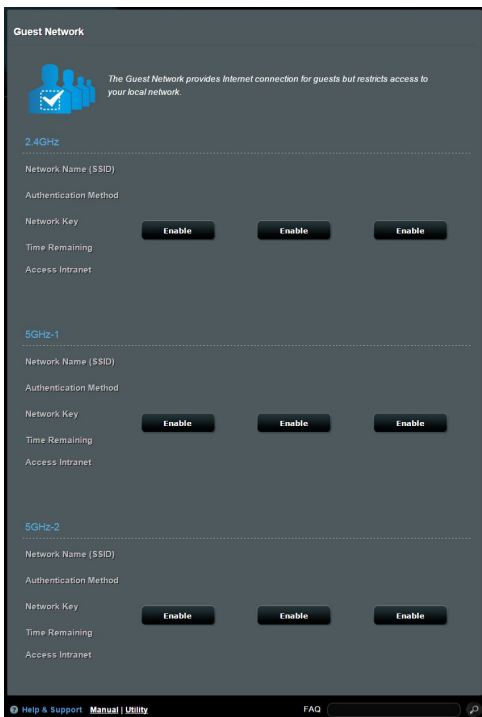 Guest Network
The Guest Network provides Internet connection for guests but restricts access to
your local network.
2.4GHz
Network Name (SSID)
Authentication Method
Network Key
Enable Enable Enable
Time Remaining
Access Intranet
5GHz-1
Network Name (SSID)
Authentication Method
Network Key
Enable Enable Enable
Time Remaining
Access Intranet
5GHz-2
Network Name (SSID)
Authentication Method
Network Key
Enable Enable Enable
Time Remaining
Access Intranet
? Help & Support Manual | Utility FAQ